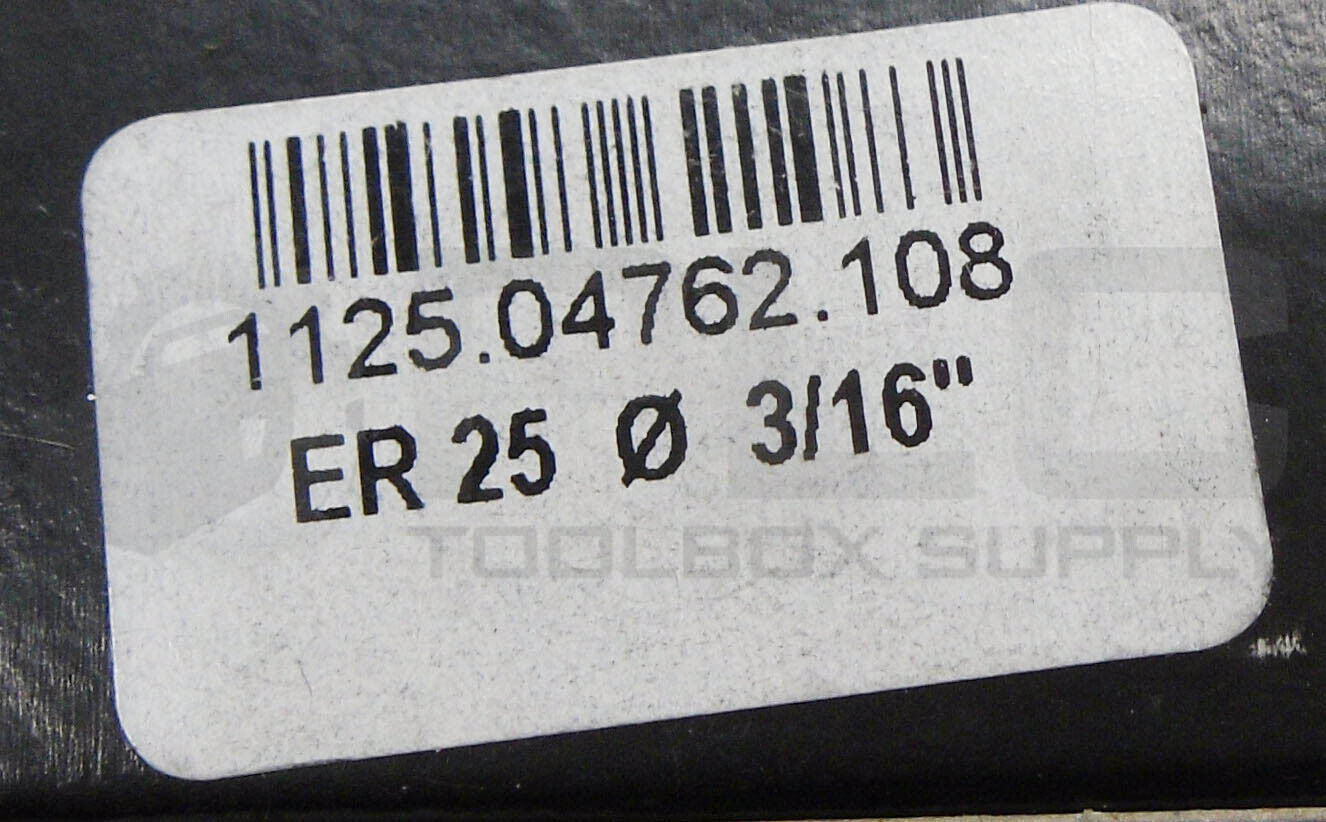 1125.04762.108
ER 25 Ø 3/16"
TOOLBOX SUPPLY